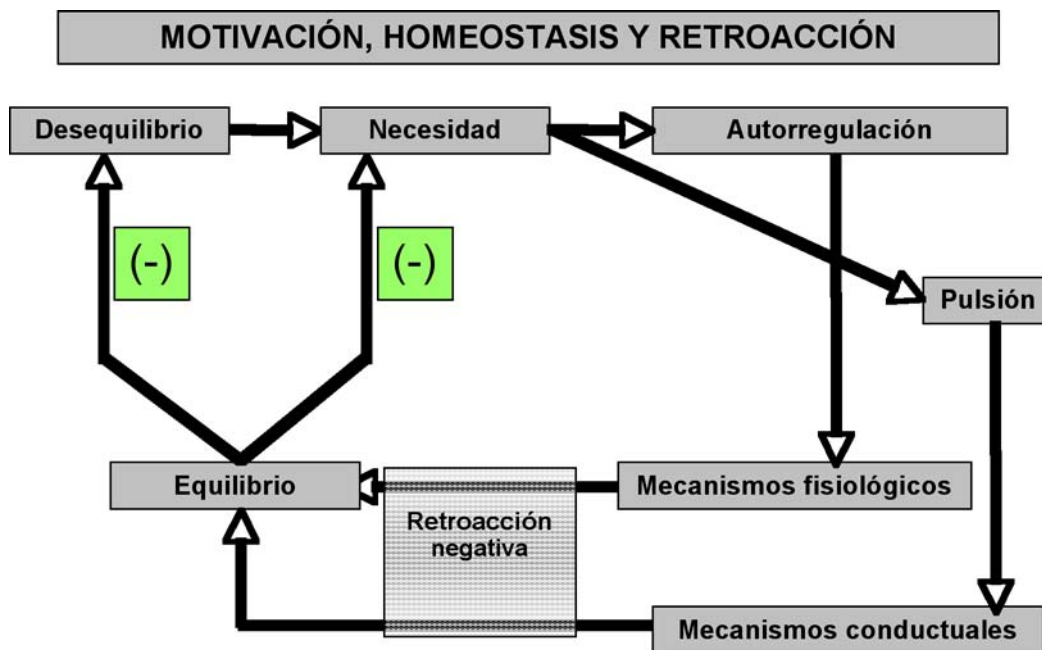 MOTIVACIÓN, HOMEOSTASIS Y RETROACCIÓN
Desequilibrio
Necesidad
Autorregulación
(-)
(-)
Pulsión
Equilibrio
Mecanismos fisiológicos
Retroacción
negativa
Mecanismos conductuales